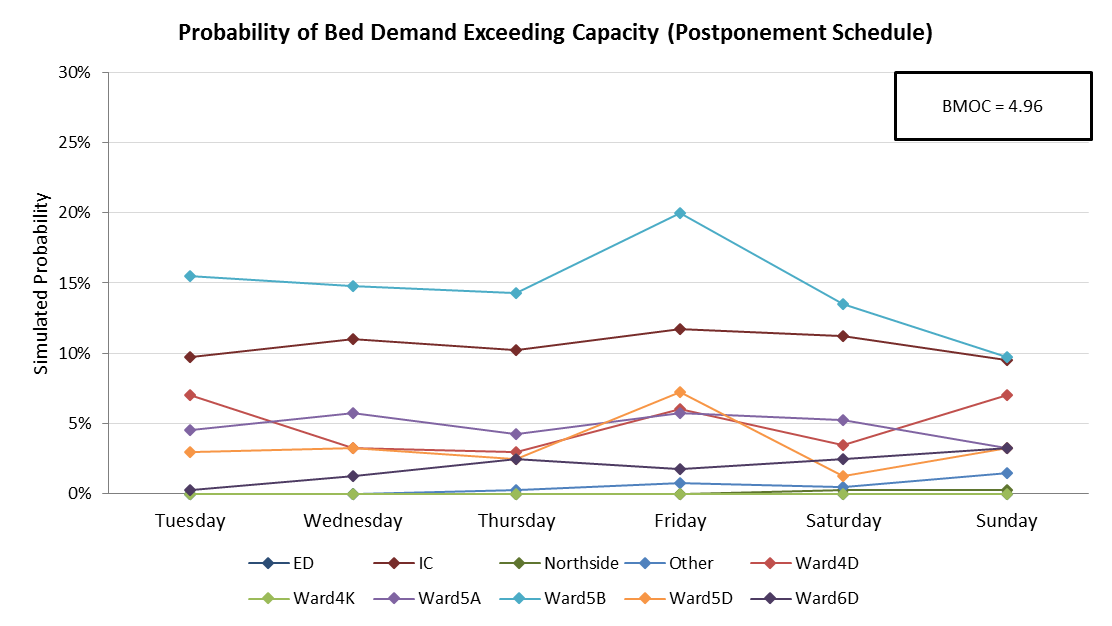 Probability of Bed Demand Exceeding Capacity (Postponement Schedule)
30%
BMOC = 4.96
25%
20%
15%
10%
5%
0%
Simulated Probability
Tuesday Wednesday Thursday Friday Saturday Sunday
ED IC Northside Other Ward4D
Ward4K Ward5A Ward5B Ward5D Ward6D